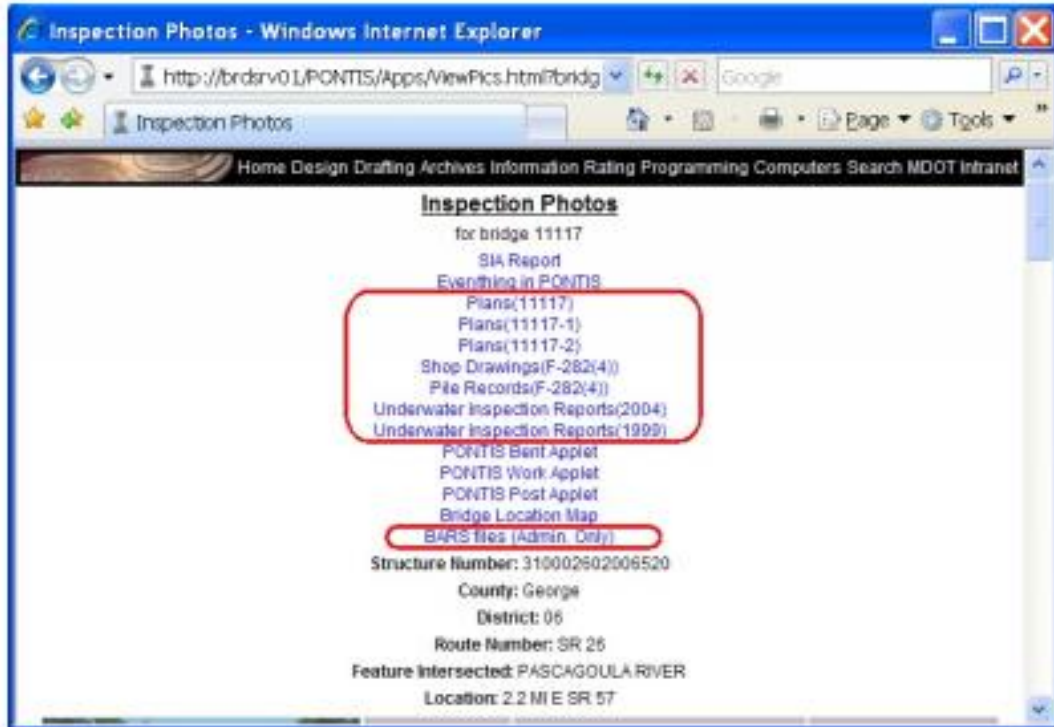 Inspection Photos - Windows Internet Explorer
http://brdsrv01/PONTIS/Apps/ViewPics.html?bridg Google
Inspection Photos Page Tools
Home Design Drafting Archives Information Rating Programming Computers Search MDOT Intranet
Inspection Photos
for bridge 11117
SIA Report
Everything in PONTIS
Plans(11117)
Plans(11117-1)
Plans(11117-2)
Shop Drawings(F-282(4))
Pile Records(F-282(4))
Underwater Inspection Reports(2004)
Underwater Inspection Reports(1999)
PONTIS Bent Applet
PONTIS Work Applet
PONTIS Post Applet
Bridge Location Map
BARS files (Admin. Only)
Structure Number: 310002602006520
County: George
District: 06
Route Number: SR 26
Feature Intersected: PASCAGOULA RIVER
Location: 2.2 MI E SR 57